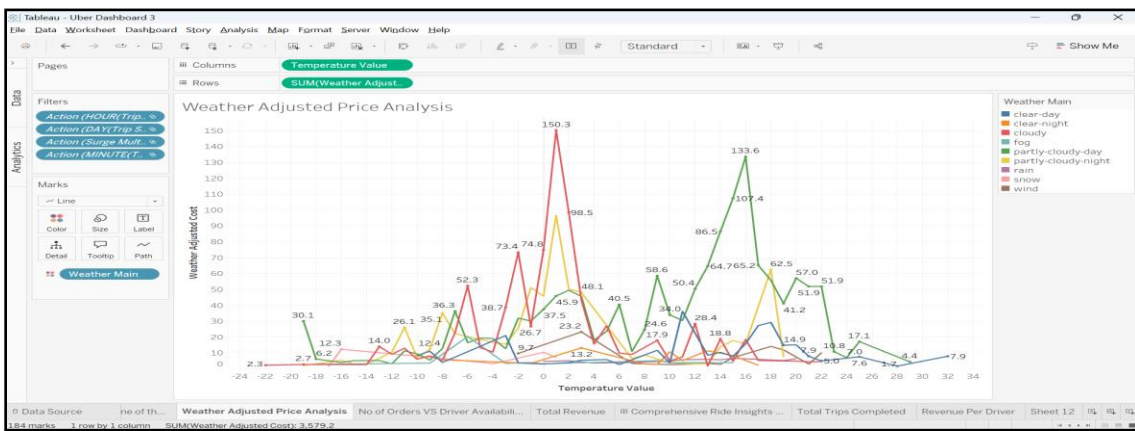 Tableau - Uber Dashboard 3
File Data Worksheet Dashboard Story Analysis Map Format Server Window Help
Standard
Show Me
Pages
Columns Temperature Value
Rows SUM(Weather Adjust..
Data
Analytics
Filters
Action (HOUR(Trip..
Action (DAY(Trip S..
Action (Surge Mult..
Action (MINUTE(T..
Marks
Line
Color Size Label
Detail Tooltip Path
Weather Main
Weather Adjusted Price Analysis
Weather Adjusted Cost
150
140
130
120
110
100
90
80
70
60
50
40
30
20
10
0
150.3
133.6
107.4
98.5
86.5
73.4 74.8
64.7 65.2 62.5
58.6 57.0
52.3 50.4 51.9
48.1 51.9
45.9
38.7 40.5 41.2
36.3 37.5 34.0
35.1
30.1 26.1 26.7 28.4
23.2 24.6
12.3 14.0 12.4 17.9 18.8 14.9 17.1
9.7 13.2 10.8
2.3 2.7 6.2 7.9 9.0 7.0 7.6 1.7 4.4 7.9
-24 -22 -20 -18 -16 -14 -12 -10 -8 -6 -4 -2 0 2 4 6 8 10 12 14 16 18 20 22 24 26 28 30 32 34
Temperature Value
Weather Main
clear-day
clear-night
cloudy
fog
partly-cloudy-day
partly-cloudy-night
rain
snow
wind
Data Source ne of th... Weather Adjusted Price Analysis No of Orders VS Driver Availabili... Total Revenue Comprehensive Ride Insights ... Total Trips Completed Revenue Per Driver Sheet 12
184 marks 1 row by 1 column SUM(Weather Adjusted Cost): 3,579.2